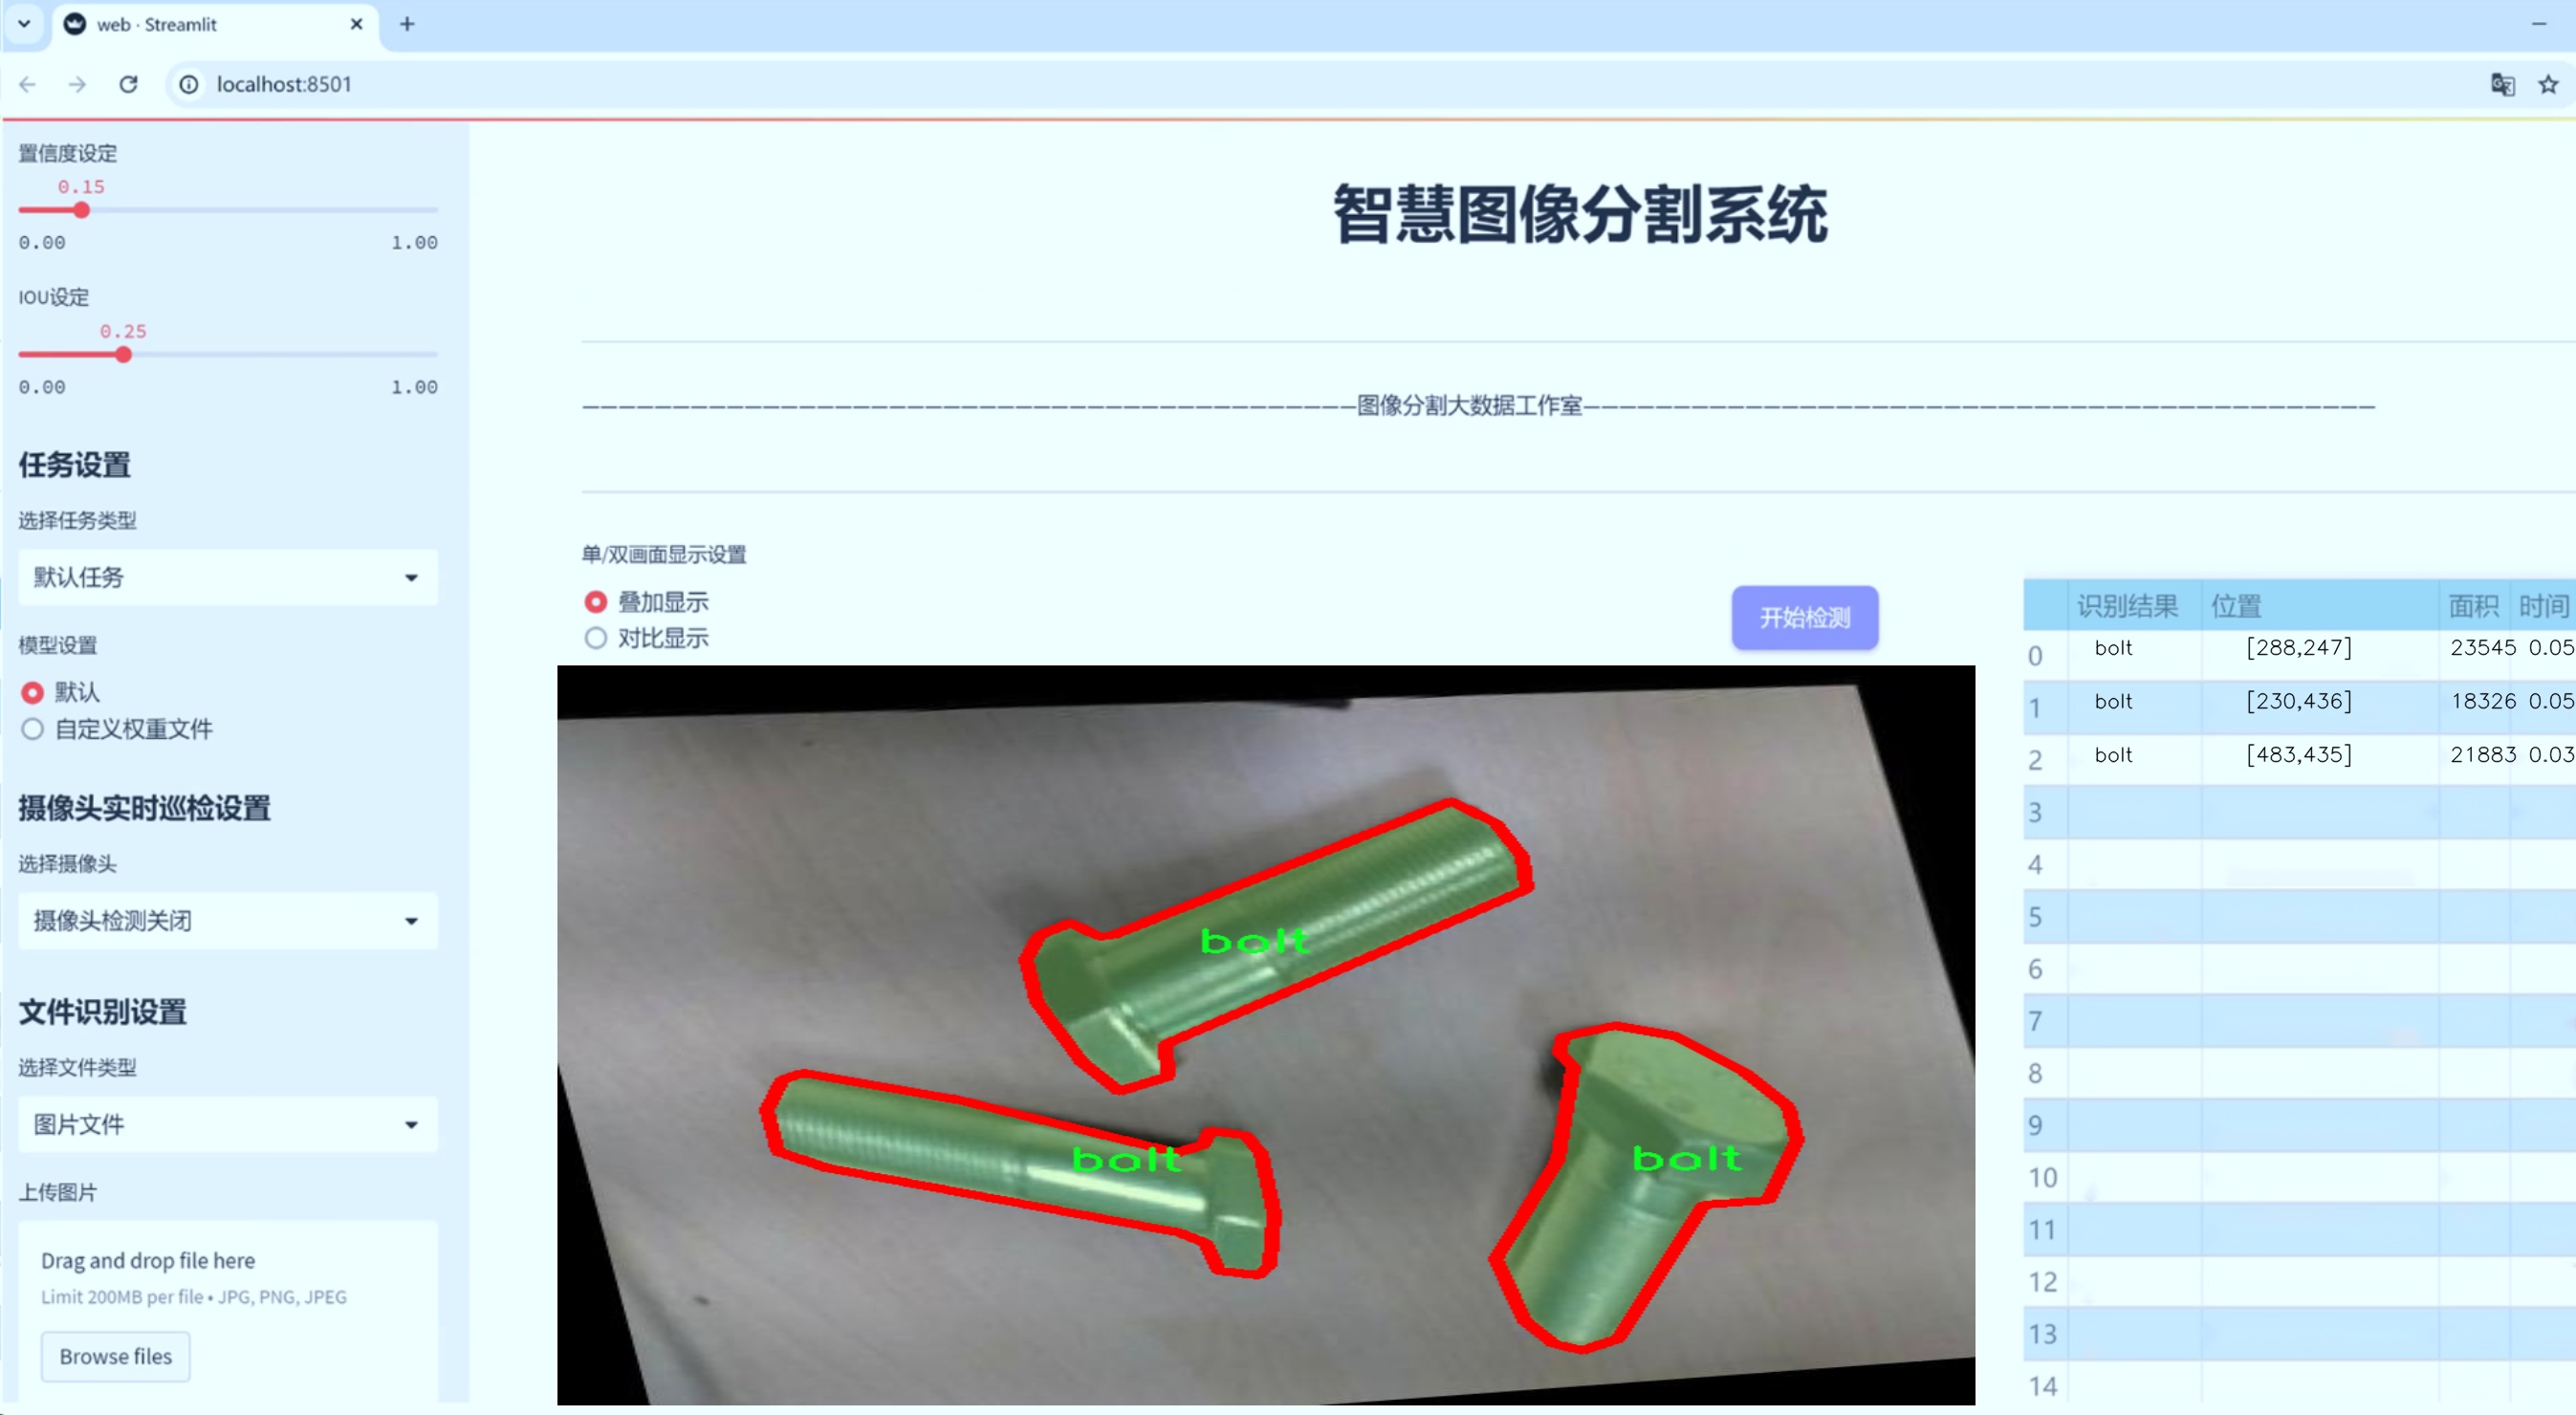 web · Streamlit
localhost:8501
置信度设定
0.15
0.00 1.00
IOU设定
0.25
0.00 1.00
任务设置
选择任务类型
默认任务
模型设置
默认
自定义权重文件
摄像头实时巡检设置
选择摄像头
摄像头检测关闭
文件识别设置
选择文件类型
图片文件
上传图片
Drag and drop file here
Limit 200MB per file • JPG, PNG, JPEG
Browse files
智慧图像分割系统
———————————————————————————————————————————图像分割大数据工作室————————————————————————————————————————————
单/双画面显示设置
叠加显示
对比显示
开始检测
bolt
bolt
bolt
识别结果 位置 面积 时间
0 bolt [288,247] 23545 0.05
1 bolt [230,436] 18326 0.05
2 bolt [483,435] 21883 0.03
3
4
5
6
7
8
9
10
11
12
13
14